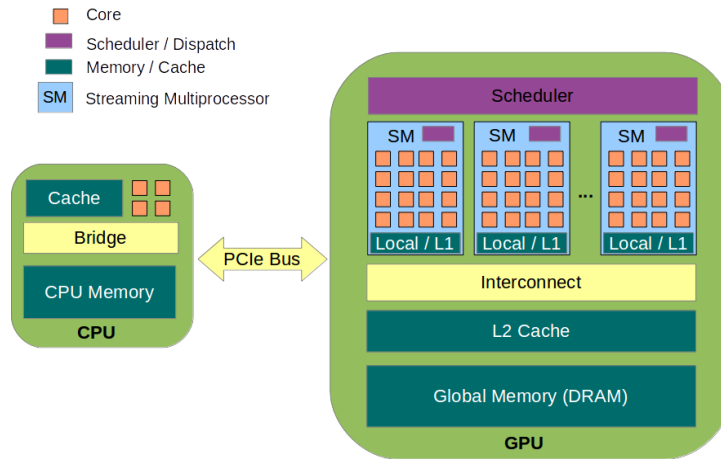 Core
Scheduler / Dispatch
Memory / Cache
SM
Streaming Multiprocessor
Cache
Bridge
CPU Memory
CPU
PCIe Bus
Scheduler
SM
SM
...
SM
Local / L1
Local / L1
Local / L1
Interconnect
L2 Cache
Global Memory (DRAM)
GPU